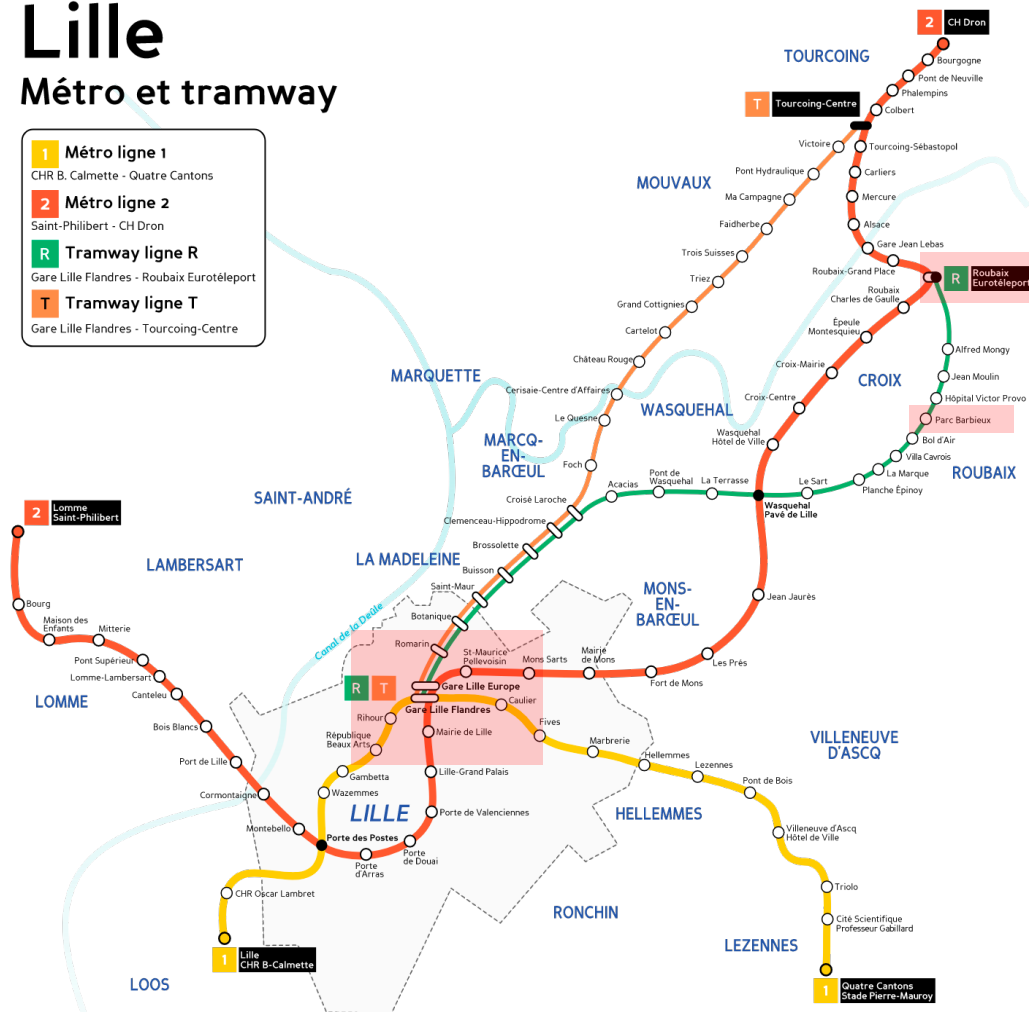 Lille
Métro et tramway
1 Métro ligne 1
CHR B. Calmette - Quatre Cantons
2 Métro ligne 2
Saint-Philibert - CH Dron
R Tramway ligne R
Gare Lille Flandres - Roubaix Eurotéléport
T Tramway ligne T
Gare Lille Flandres - Tourcoing-Centre
2 CH Dron
TOURCOING
Bourgogne
Pont de Neuville
Phalempins
T Tourcoing-Centre
Colbert
Victoire
Tourcoing-Sébastopol
Pont Hydraulique
Carliers
MOUVAUX
Ma Campagne
Mercure
Faidherbe
Alsace
Trois Suisses
Gare Jean Lebas
Roubaix-Grand Place
Triez
R Roubaix
Eurotéleport
Roubaix
Charles de Gaulle
Grand Cottignies
Épeule
Montesquieu
Cartelot
Alfred Mongy
Château Rouge
Croix-Mairie
CROIX
Jean Moulin
MARQUETTE
Cerisaie-Centre d'Affaires
Croix-Centre
Hôpital Victor Provo
WASQUEHAL
Le Quesne
Parc Barbieux
Wasquehal
Hôtel de Ville
Bol d'Air
MARCQ-
EN-
BARŒUL
Villa Cavrois
Foch
La Marque
ROUBAIX
Acacias
Pont de
Wasquehal
La Terrasse
Le Sart
Planche Épinoy
SAINT-ANDRÉ
Croisé Laroche
Wasquehal
Pavé de Lille
2 Lomme
Saint-Philibert
Clemenceau-Hippodrome
Brossolette
LAMBERSART
LA MADELEINE
Buisson
Saint-Maur
MONS-
EN-
BARŒUL
Jean Jaurès
Bourg
Botanique
Canal de la Deûle
Maison des
Enfants
Mitterie
Romarin
St-Maurice
Pellevoisin
Mons Sarts
Mairie
de Mons
Les Près
Pont Supérieur
Lomme-Lambersart
Fort de Mons
R T
Gare Lille Europe
Canteleu
LOMME
Gare Lille Flandres
Caulier
Rihour
Fives
Bois Blancs
République
Beaux Arts
Mairie de Lille
VILLENEUVE
D'ASCQ
Marbrerie
Port de Lille
Hellemmes
Lezennes
Gambetta
Lille-Grand Palais
Pont de Bois
Cormontaigne
Wazemmes
LILLE
Porte de Valenciennes
HELLEMMES
Montebello
Porte des Postes
Villeneuve d'Ascq
Hôtel de Ville
Porte
d'Arras
Porte
de Douai
CHR Oscar Lambret
Triolo
RONCHIN
Cité Scientifique
Professeur Gabillard
LEZENNES
1 Lille
CHR B-Calmette
LOOS
1 Quatre Cantons
Stade Pierre-Mauroy